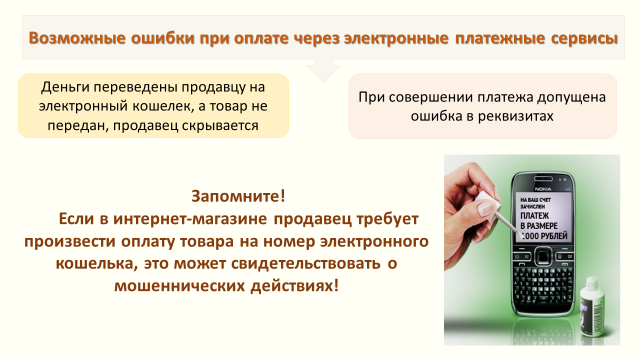 Возможные ошибки при оплате через электронные платежные сервисы
Деньги переведены продавцу на
электронный кошелек, а товар не
передан, продавец скрывается
При совершении платежа допущена
ошибка в реквизитах
Запомните!
Если в интернет-магазине продавец требует
произвести оплату товара на номер электронного
кошелька, это может свидетельствовать о
мошеннических действиях!
NOKIA
НА ВАШ СЧЕТ
ЗАЧИСЛЕН
ПЛАТЕЖ
В РАЗМЕРЕ
000 РУБЛЕЙ